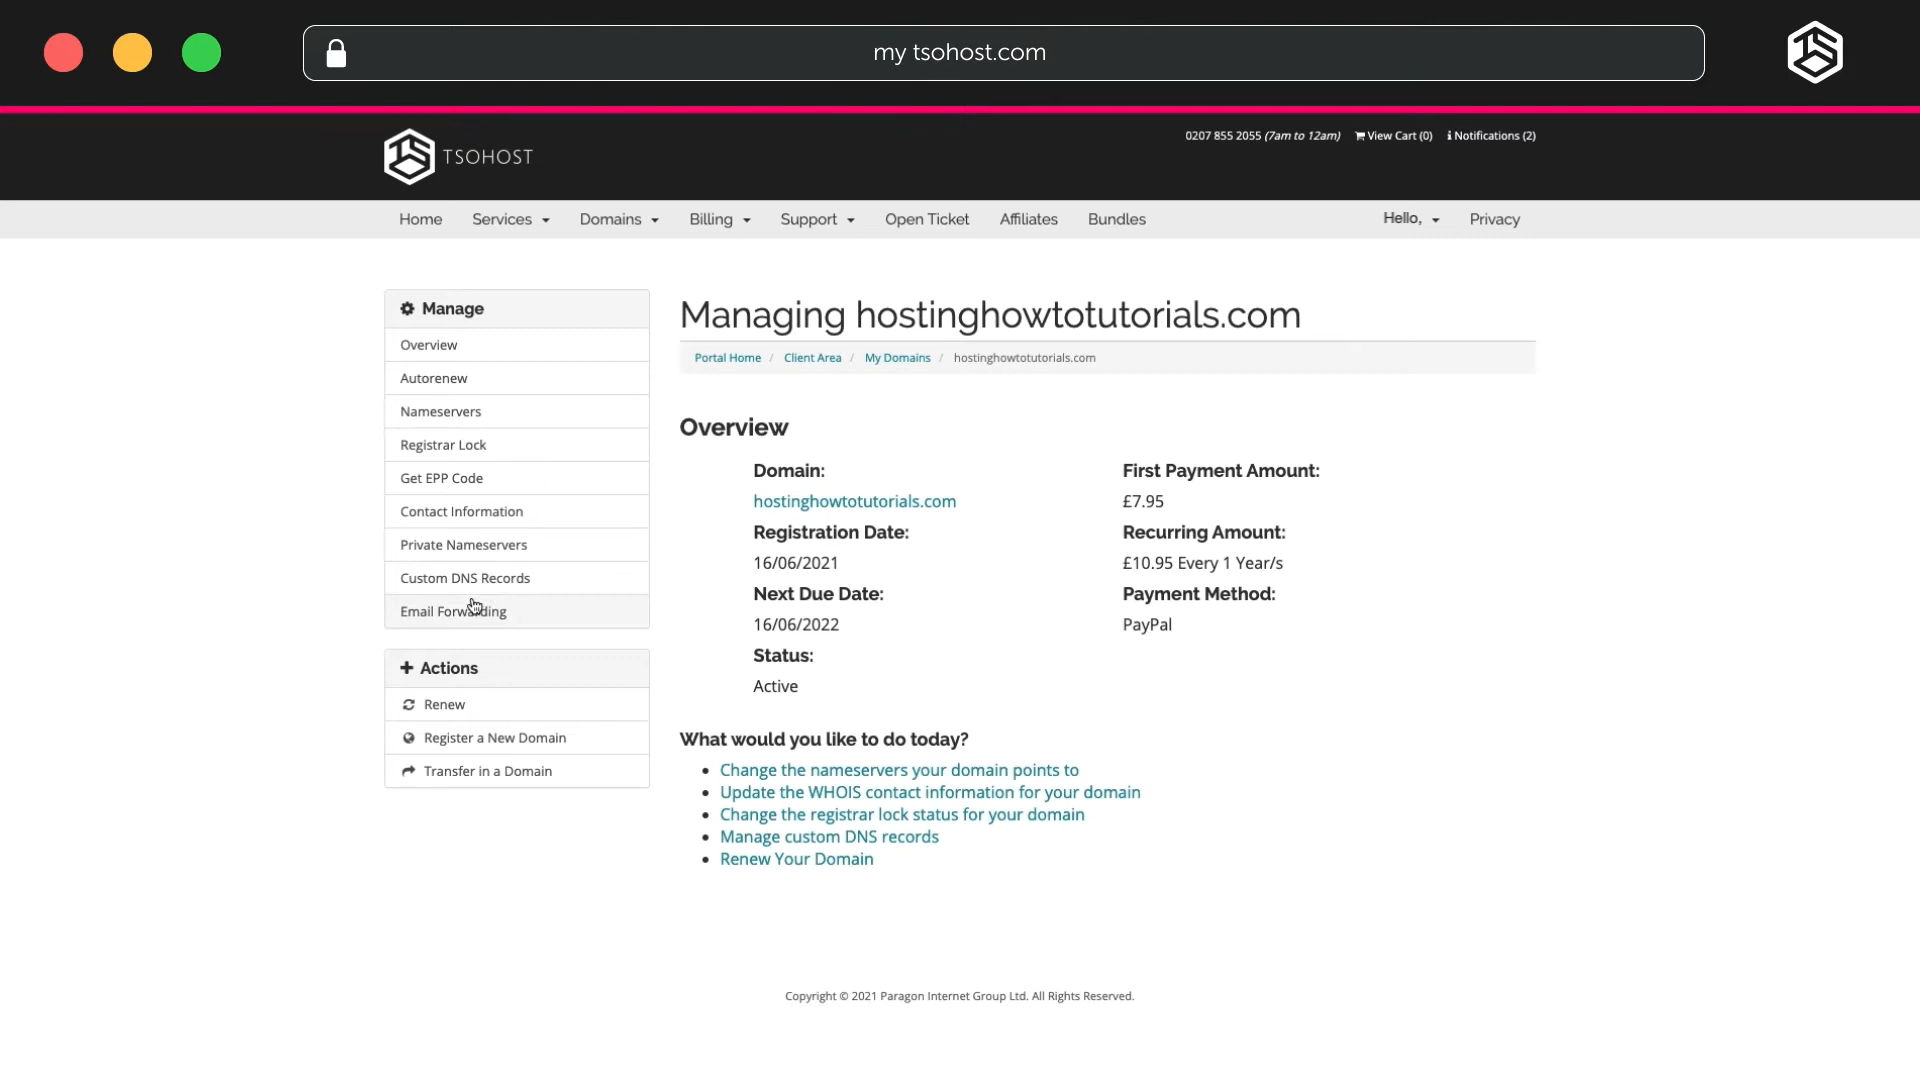 my tsohost.com
TSOHOST
0207 855 2055 (7am to 12am) View Cart (0) Notifications (2)
Home Services Domains Billing Support Open Ticket Affiliates Bundles Hello, Privacy
Manage
Overview
Autorenew
Nameservers
Registrar Lock
Get EPP Code
Contact Information
Private Nameservers
Custom DNS Records
Email Forwarding
Actions
Renew
Register a New Domain
Transfer in a Domain
Managing hostinghowtotutorials.com
Portal Home / Client Area / My Domains / hostinghowtotutorials.com
Overview
Domain:
hostinghowtotutorials.com
Registration Date:
16/06/2021
Next Due Date:
16/06/2022
Status:
Active
First Payment Amount:
£7.95
Recurring Amount:
£10.95 Every 1 Year/s
Payment Method:
PayPal
What would you like to do today?
Change the nameservers your domain points to
Update the WHOIS contact information for your domain
Change the registrar lock status for your domain
Manage custom DNS records
Renew Your Domain
Copyright © 2021 Paragon Internet Group Ltd. All Rights Reserved.